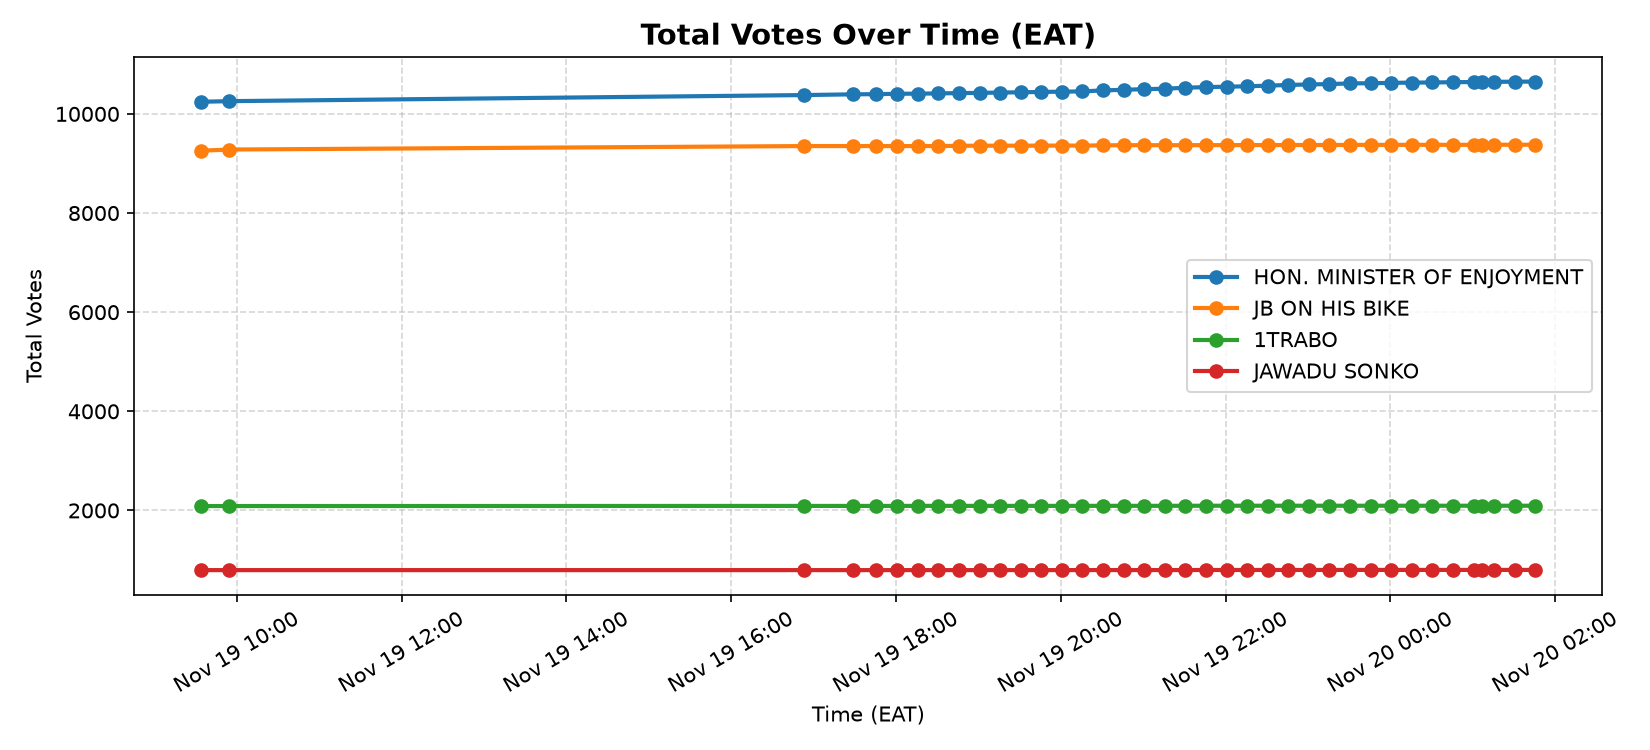 Total Votes Over Time (EAT)
Total Votes
10000
8000
6000
4000
2000
HON. MINISTER OF ENJOYMENT
JB ON HIS BIKE
1TRABO
JAWADU SONKO
Nov 19 10:00
Nov 19 12:00
Nov 19 14:00
Nov 19 16:00
Nov 19 18:00
Nov 19 20:00
Nov 19 22:00
Nov 20 00:00
Nov 20 02:00
Time (EAT)